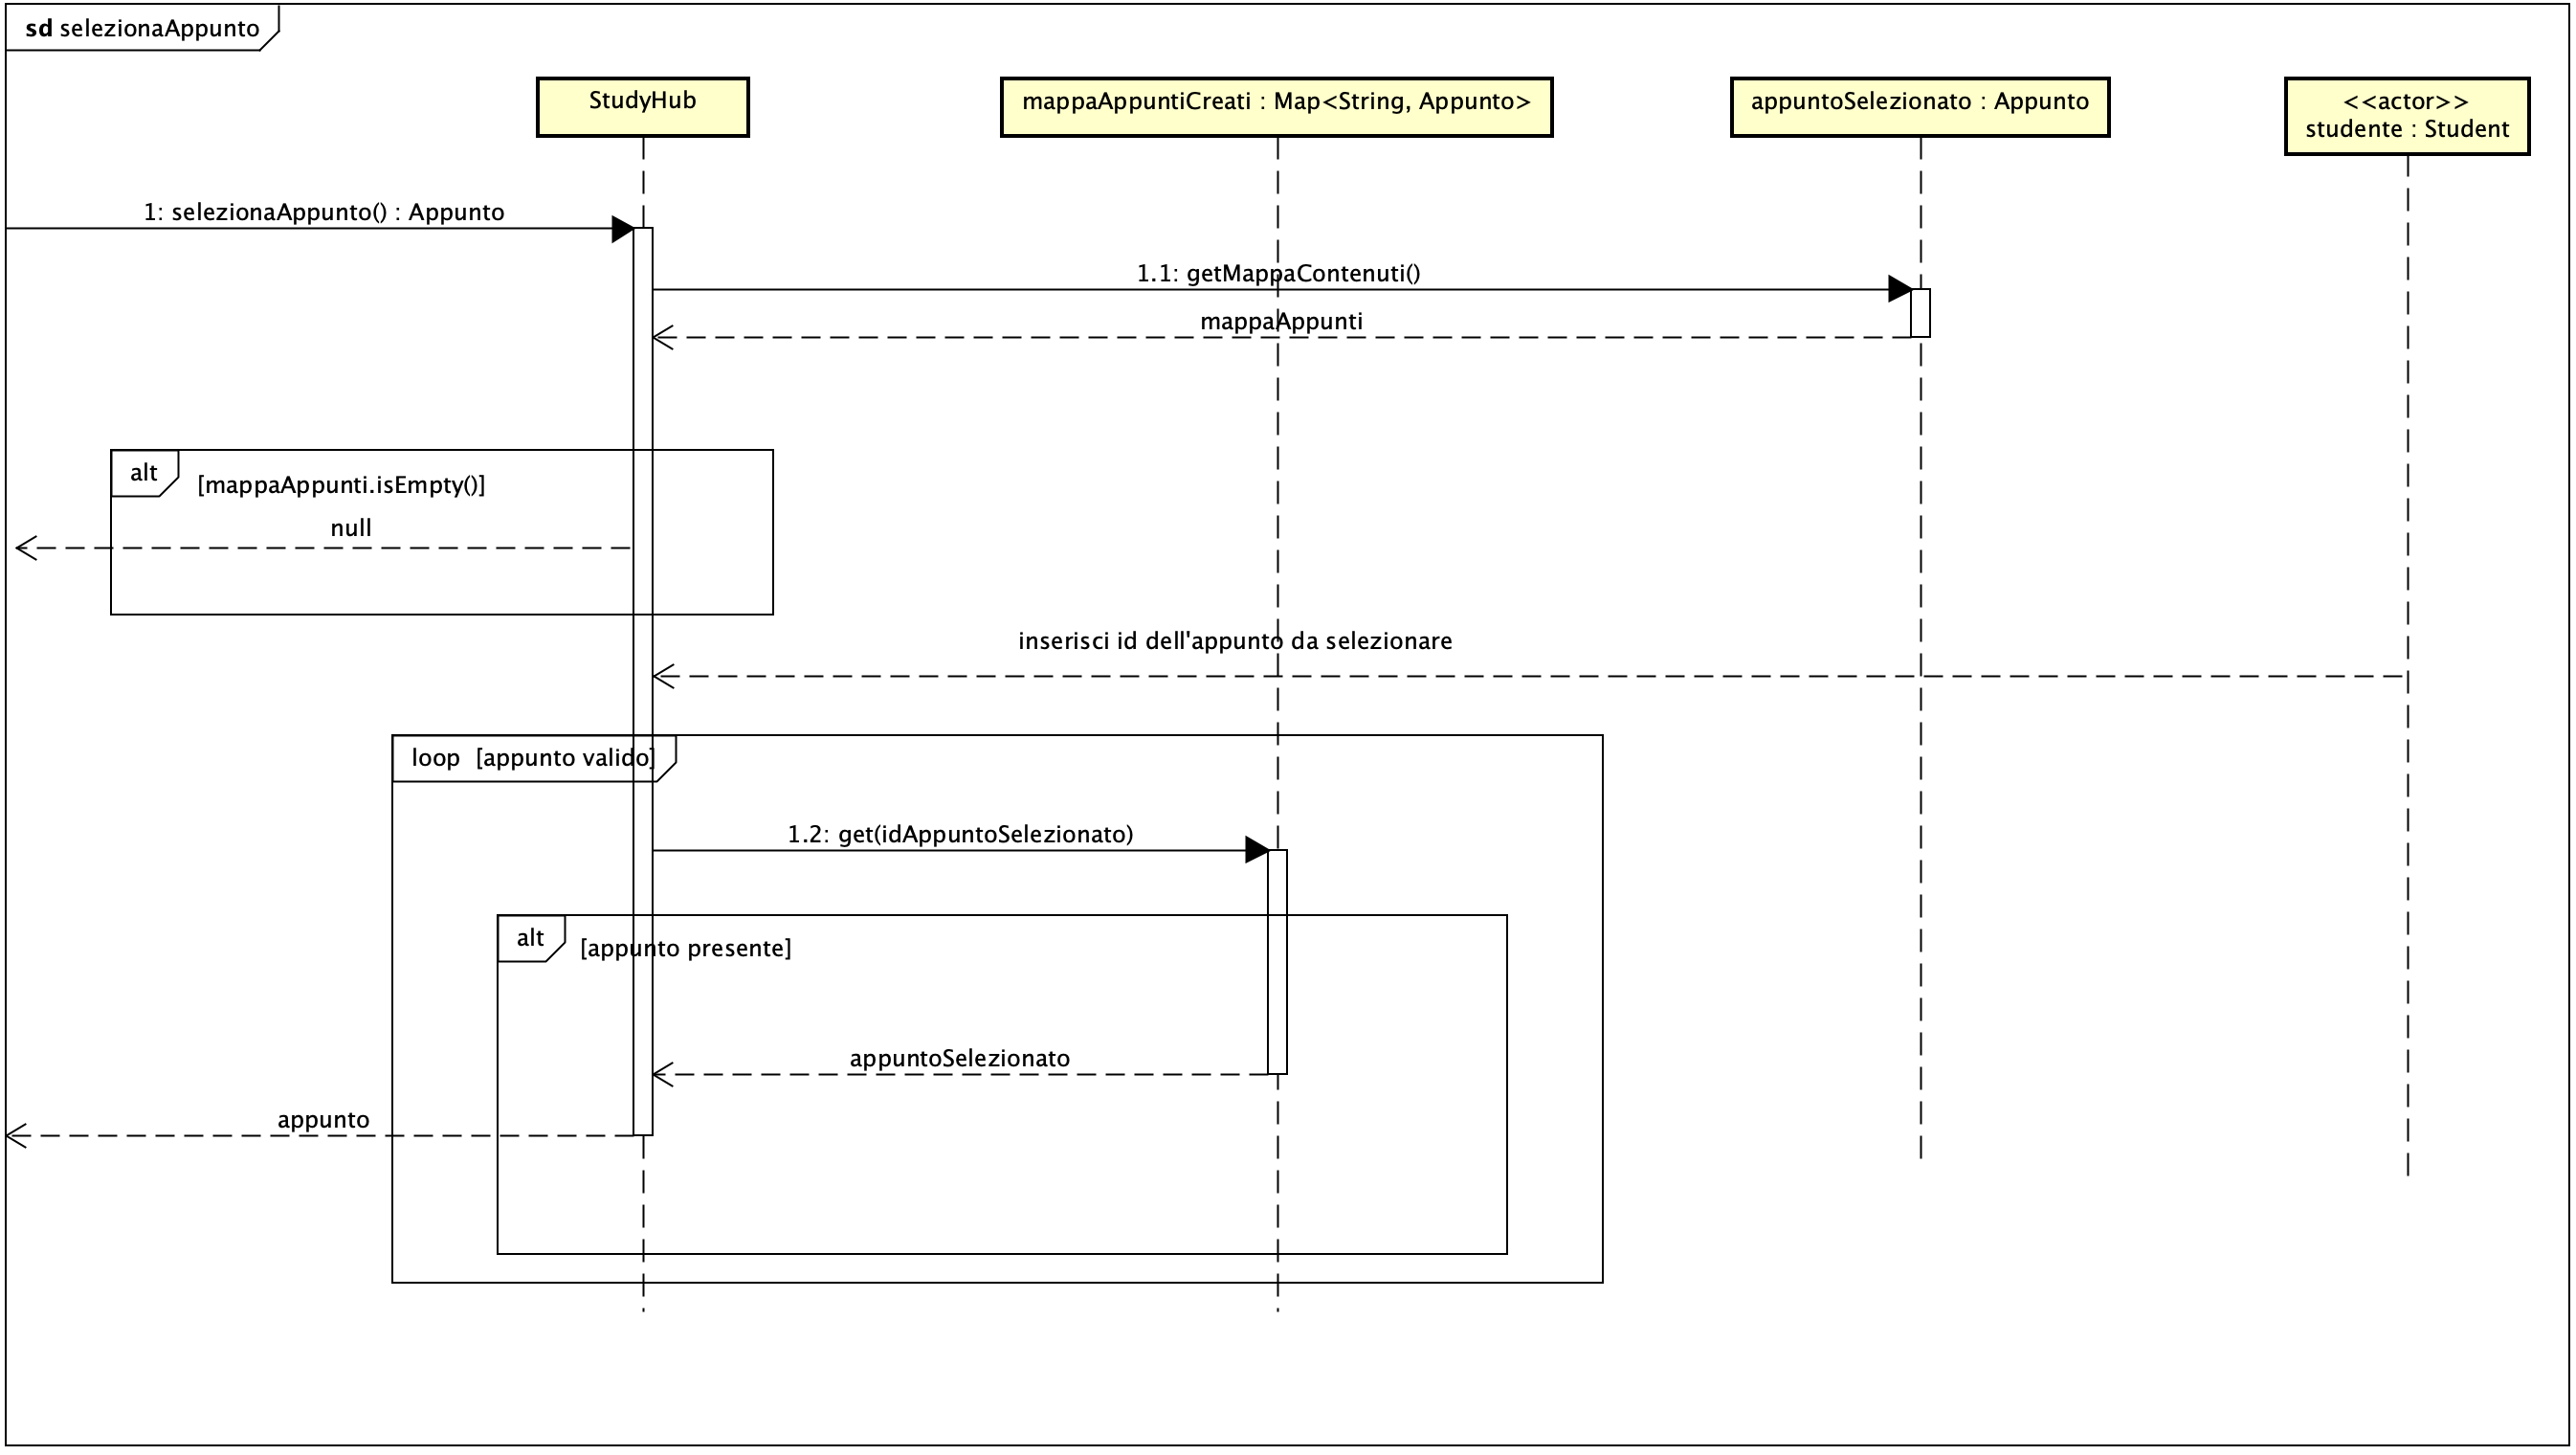 sd selezionaAppunto
StudyHub
mappaAppuntiCreati : Map<String, Appunto>
appuntoSelezionato : Appunto
<<actor>>
studente : Student
1: selezionaAppunto() : Appunto
1.1: getMappaContenuti()
mappaAppunti
alt
[mappaAppunti.isEmpty()]
null
inserisci id dell'appunto da selezionare
loop [appunto valido]
1.2: get(idAppuntoSelezionato)
alt
[appunto presente]
appuntoSelezionato
appunto